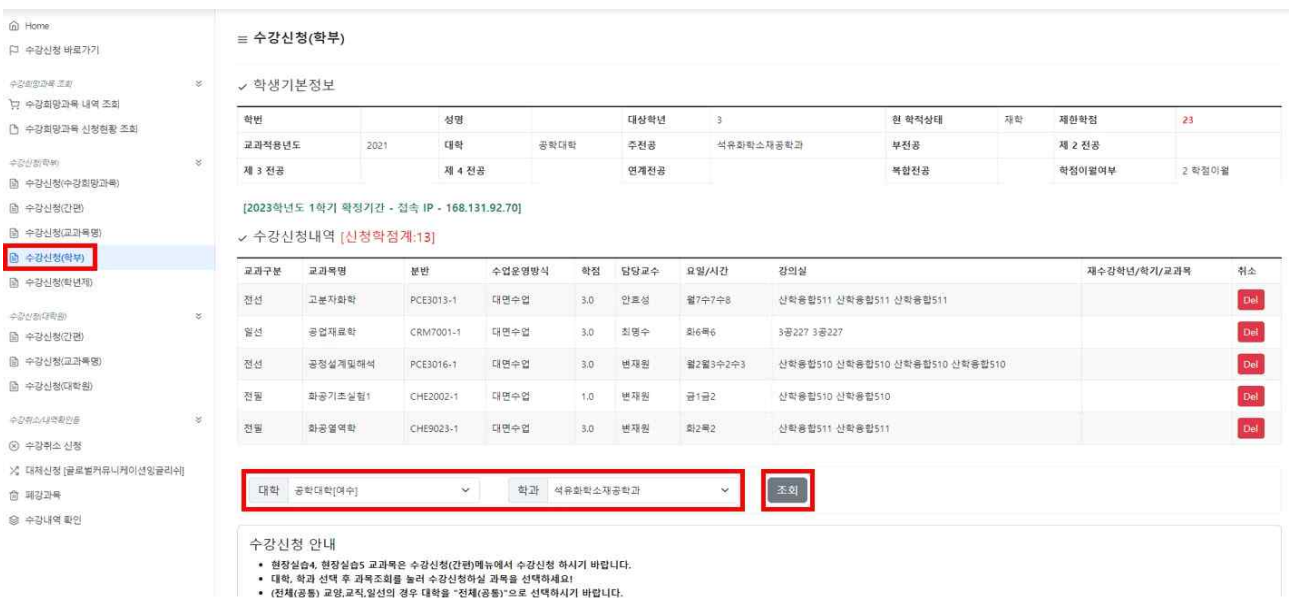 Home
수강신청 바로가기
수강희망과목 조회
수강희망과목 내역 조회
수강희망과목 신청현황 조회
수강신청(학부)
수강신청(수강희망과목)
수강신청(간편)
수강신청(교과목명)
수강신청(학부)
수강신청(학년제)
수강신청(대학원)
수강신청(간편)
수강신청(교과목명)
수강신청(대학원)
수강취소/내역확인등
수강취소 신청
대체신청 [글로벌커뮤니케이션잉글리쉬]
폐강과목
수강내역 확인
수강신청(학부)
학생기본정보
학번 성명 대상학년 3 현 학적상태 재학 제한학점 23
교과적용년도 2021 대학 공학대학 주전공 석유화학소재공학과 부전공 제 2 전공
제 3 전공 제 4 전공 연계전공 복합전공 학점이월여부 2 학점이월
[2023학년도 1학기 확정기간 - 접속 IP - 168.131.92.70]
수강신청내역 [신청학점계:13]
교과구분 교과목명 분반 수업운영방식 학점 담당교수 요일/시간 강의실 재수강학년/학기/교과목 취소
전선 고분자화학 PCE3013-1 대면수업 3.0 안효성 월7수7수8 산학융합511 산학융합511 산학융합511 Del
일선 공업재료학 CRM7001-1 대면수업 3.0 최명수 화6목6 3공227 3공227 Del
전선 공정설계및해석 PCE3016-1 대면수업 3.0 변재원 월2월3수2수3 산학융합510 산학융합510 산학융합510 산학융합510 Del
전필 화공기초실험1 CHE2002-1 대면수업 1.0 변재원 금1금2 산학융합510 산학융합510 Del
전필 화공열역학 CHE9023-1 대면수업 3.0 변재원 화2목2 산학융합511 산학융합511 Del
대학 공학대학[여수] 학과 석유화학소재공학과 조회
수강신청 안내
현장실습4, 현장실습5 교과목은 수강신청(간편)메뉴에서 수강신청 하시기 바랍니다.
대학, 학과 선택 후 과목조회를 눌러 수강신청하실 과목을 선택하세요!
(전체(공통) 교양,교직,일선의 경우 대학을 "전체(공통)"으로 선택하시기 바랍니다.